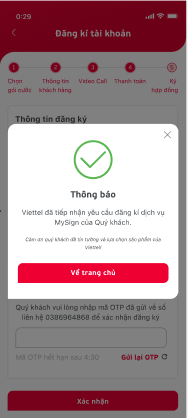 0:29
Đăng kí tài khoản
Chọn gói cước
Thông tin khách hàng
Video Call
Thanh toán
5
Ký hợp đồng
Thông tin đăng ký
Thông báo
Viettel đã tiếp nhận yêu cầu đăng kí dịch vụ
MySign của Quý khách.
Cảm ơn quý khách đã tin tưởng và lựa chọn sản phẩm của
Viettel
Về trang chủ
Quý khách vui lòng nhập mã OTP đã gửi về số
liên hệ 0386964868 để xác nhận đăng ký
Mã OTP hết hạn sau 4:30
Gửi lại OTP
Xác nhận